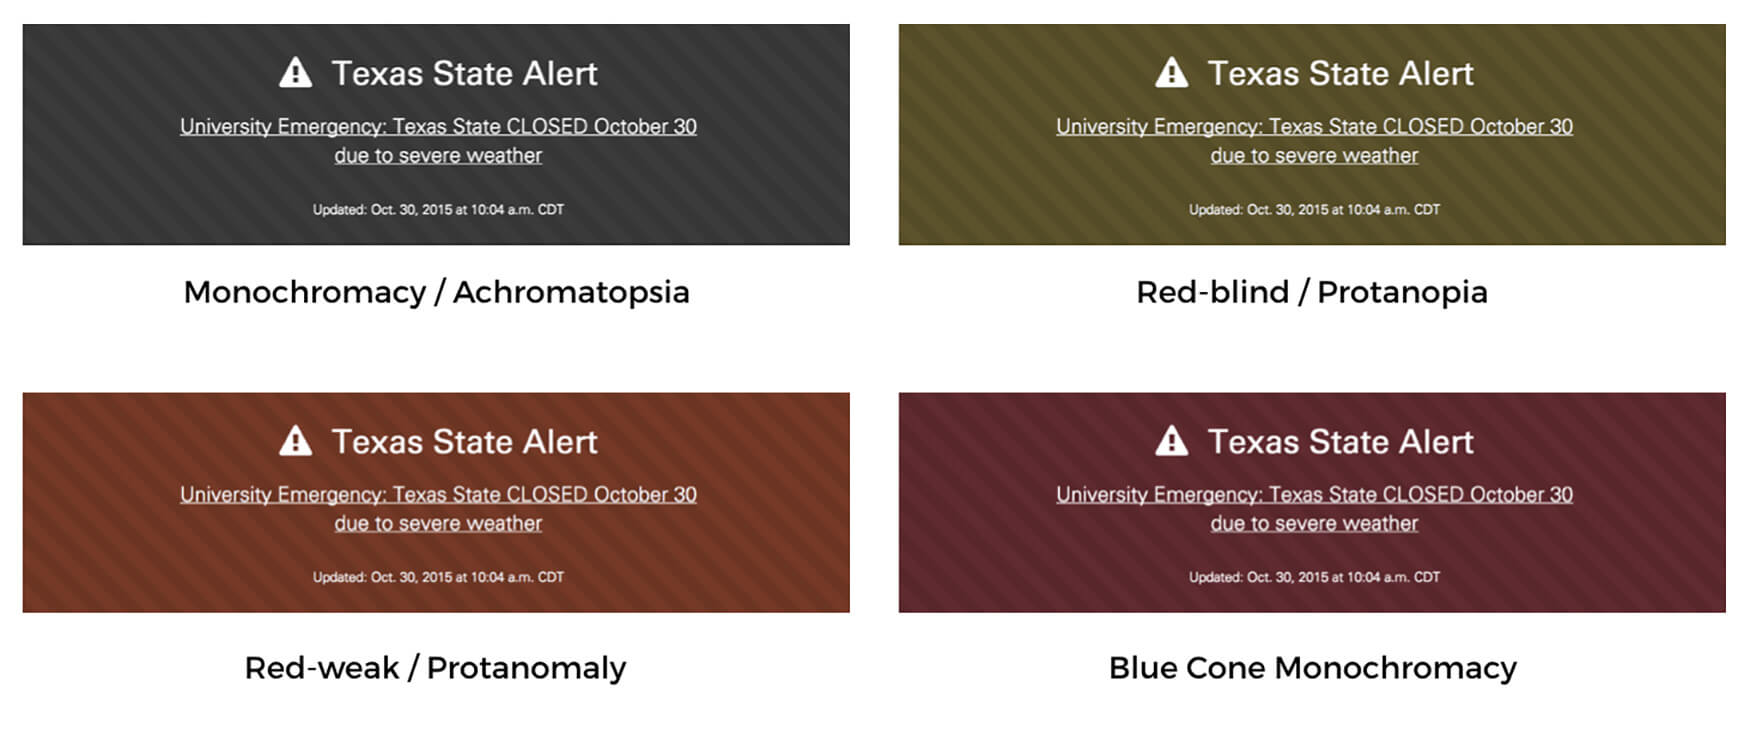 Texas State Alert
University Emergency: Texas State CLOSED October 30
due to severe weather
Updated: Oct. 30, 2015 at 10:04 a.m. CDT
Monochromacy / Achromatopsia
Texas State Alert
University Emergency: Texas State CLOSED October 30
due to severe weather
Updated: Oct. 30, 2015 at 10:04 a.m. CDT
Red-blind / Protanopia
Texas State Alert
University Emergency: Texas State CLOSED October 30
due to severe weather
Updated: Oct. 30, 2015 at 10:04 a.m. CDT
Red-weak / Protanomaly
Texas State Alert
University Emergency: Texas State CLOSED October 30
due to severe weather
Updated: Oct. 30, 2015 at 10:04 a.m. CDT
Blue Cone Monochromacy